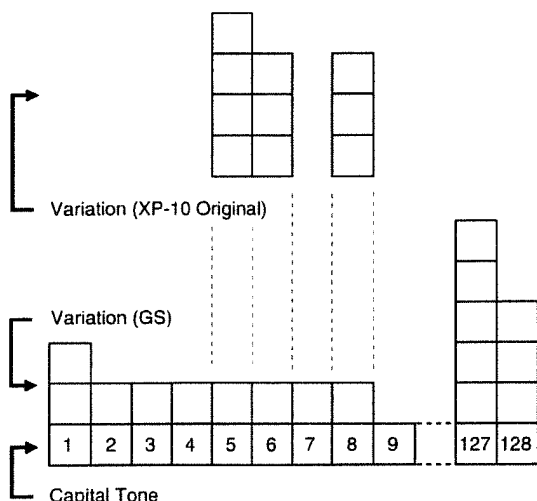 Variation (XP-10 Original)
Variation (GS)
1 2 3 4 5 6 7 8 9 127 128
Capital Tone